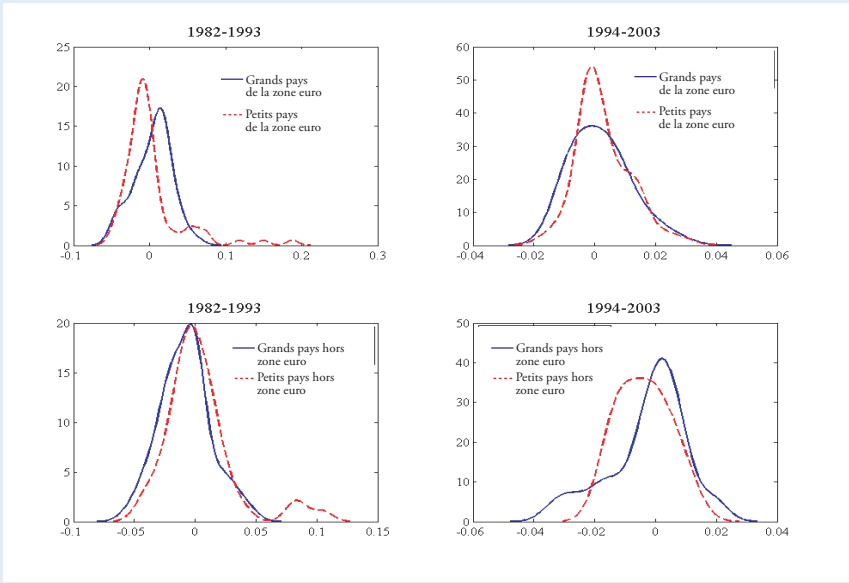 1982-1993
25
20
15
10
5
0
-0.1 0 0.1 0.2 0.3
Grands pays
de la zone euro
Petits pays
de la zone euro
1994-2003
60
50
40
30
20
10
0
-0.04 -0.02 0 0.02 0.04 0.06
Grands pays
de la zone euro
Petits pays
de la zone euro
1982-1993
20
15
10
5
0
-0.1 -0.05 0 0.05 0.1 0.15
Grands pays hors
zone euro
Petits pays hors
zone euro
1994-2003
50
40
30
20
10
0
-0.06 -0.04 -0.02 0 0.02 0.04
Grands pays hors
zone euro
Petits pays hors
zone euro